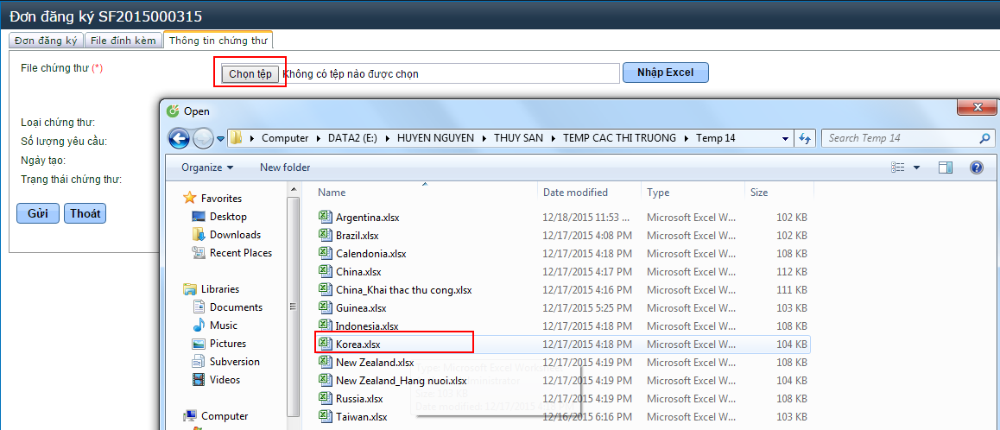 Đơn đăng ký SF2015000315
Đơn đăng ký File đính kèm Thông tin chứng thư
File chứng thư (*) Chọn tệp Không có tệp nào được chọn Nhập Excel
Loại chứng thư:
Số lượng yêu cầu:
Ngày tạo:
Trạng thái chứng thư:
Gửi Thoát
Open
Computer DATA2 (E:) HUYEN NGUYEN THUY SAN TEMP CAC THI TRUONG Temp 14 Search Temp 14
Organize New folder
Favorites
Desktop
Downloads
Recent Places
Libraries
Documents
Music
Pictures
Subversion
Videos
Computer
Name Date modified Type Size
Argentina.xlsx 12/18/2015 11:53 ... Microsoft Excel W... 102 KB
Brazil.xlsx 12/17/2015 4:08 PM Microsoft Excel W... 102 KB
Calendonia.xlsx 12/17/2015 4:18 PM Microsoft Excel W... 108 KB
China.xlsx 12/17/2015 4:17 PM Microsoft Excel W... 112 KB
China_Khai thac thu cong.xlsx 12/17/2015 4:16 PM Microsoft Excel W... 111 KB
Guinea.xlsx 12/17/2015 5:25 PM Microsoft Excel W... 103 KB
Indonesia.xlsx 12/17/2015 4:18 PM Microsoft Excel W... 108 KB
Korea.xlsx 12/17/2015 4:18 PM Microsoft Excel W... 104 KB
New Zealand.xlsx 12/17/2015 4:19 PM Microsoft Excel W... 108 KB
New Zealand_Hang nuoi.xlsx 12/17/2015 4:19 PM Microsoft Excel W... 104 KB
Russia.xlsx 12/17/2015 4:19 PM Microsoft Excel W... 108 KB
Taiwan.xlsx 12/16/2015 6:16 PM Microsoft Excel W... 108 KB
Type: Microsoft Excel
Size: 103 KB
Date modified: 12/17/2015